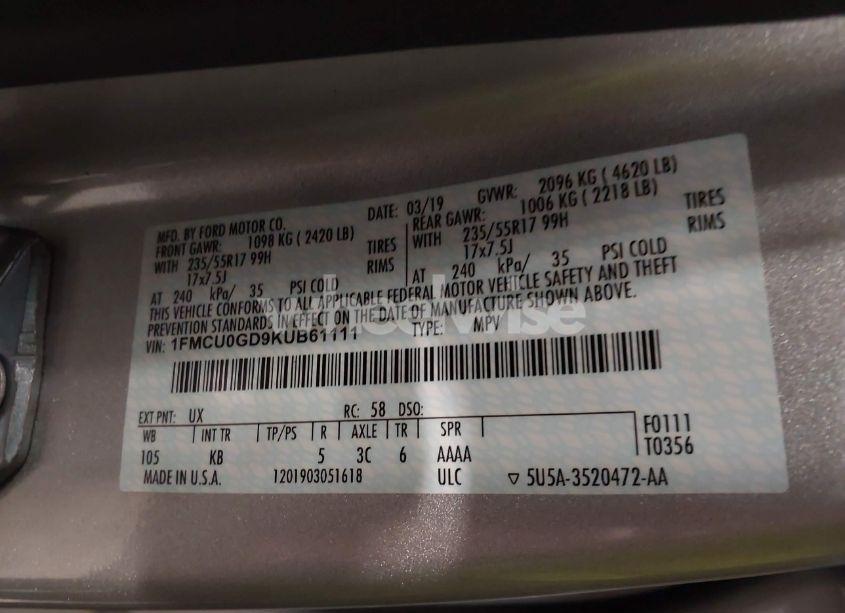 MFD. BY FORD MOTOR CO. DATE: 03/19 GVWR: 2096 KG ( 4620 LB)
FRONT GAWR: 1098 KG ( 2420 LB) REAR GAWR: 1006 KG ( 2218 LB)
WITH 235/55R17 99H TIRES WITH 235/55R17 99H TIRES
17x7.5J RIMS 17x7.5J RIMS
AT 240 kPa/ 35 PSI COLD AT 240 kPa/ 35 PSI COLD
THIS VEHICLE CONFORMS TO ALL APPLICABLE FEDERAL MOTOR VEHICLE SAFETY AND THEFT
PREVENTION STANDARDS IN EFFECT ON THE DATE OF MANUFACTURE SHOWN ABOVE.
VIN: 1FMCU0GD9KUB61111 TYPE: MPV
EXT PNT: UX RC: 58 DSO:
WB INT TR TP/PS R AXLE TR SPR F0111
105 KB 5 3C 6 AAAA T0356
MADE IN U.S.A. 1201903051618 ULC ▽ 5U5A-3520472-AA